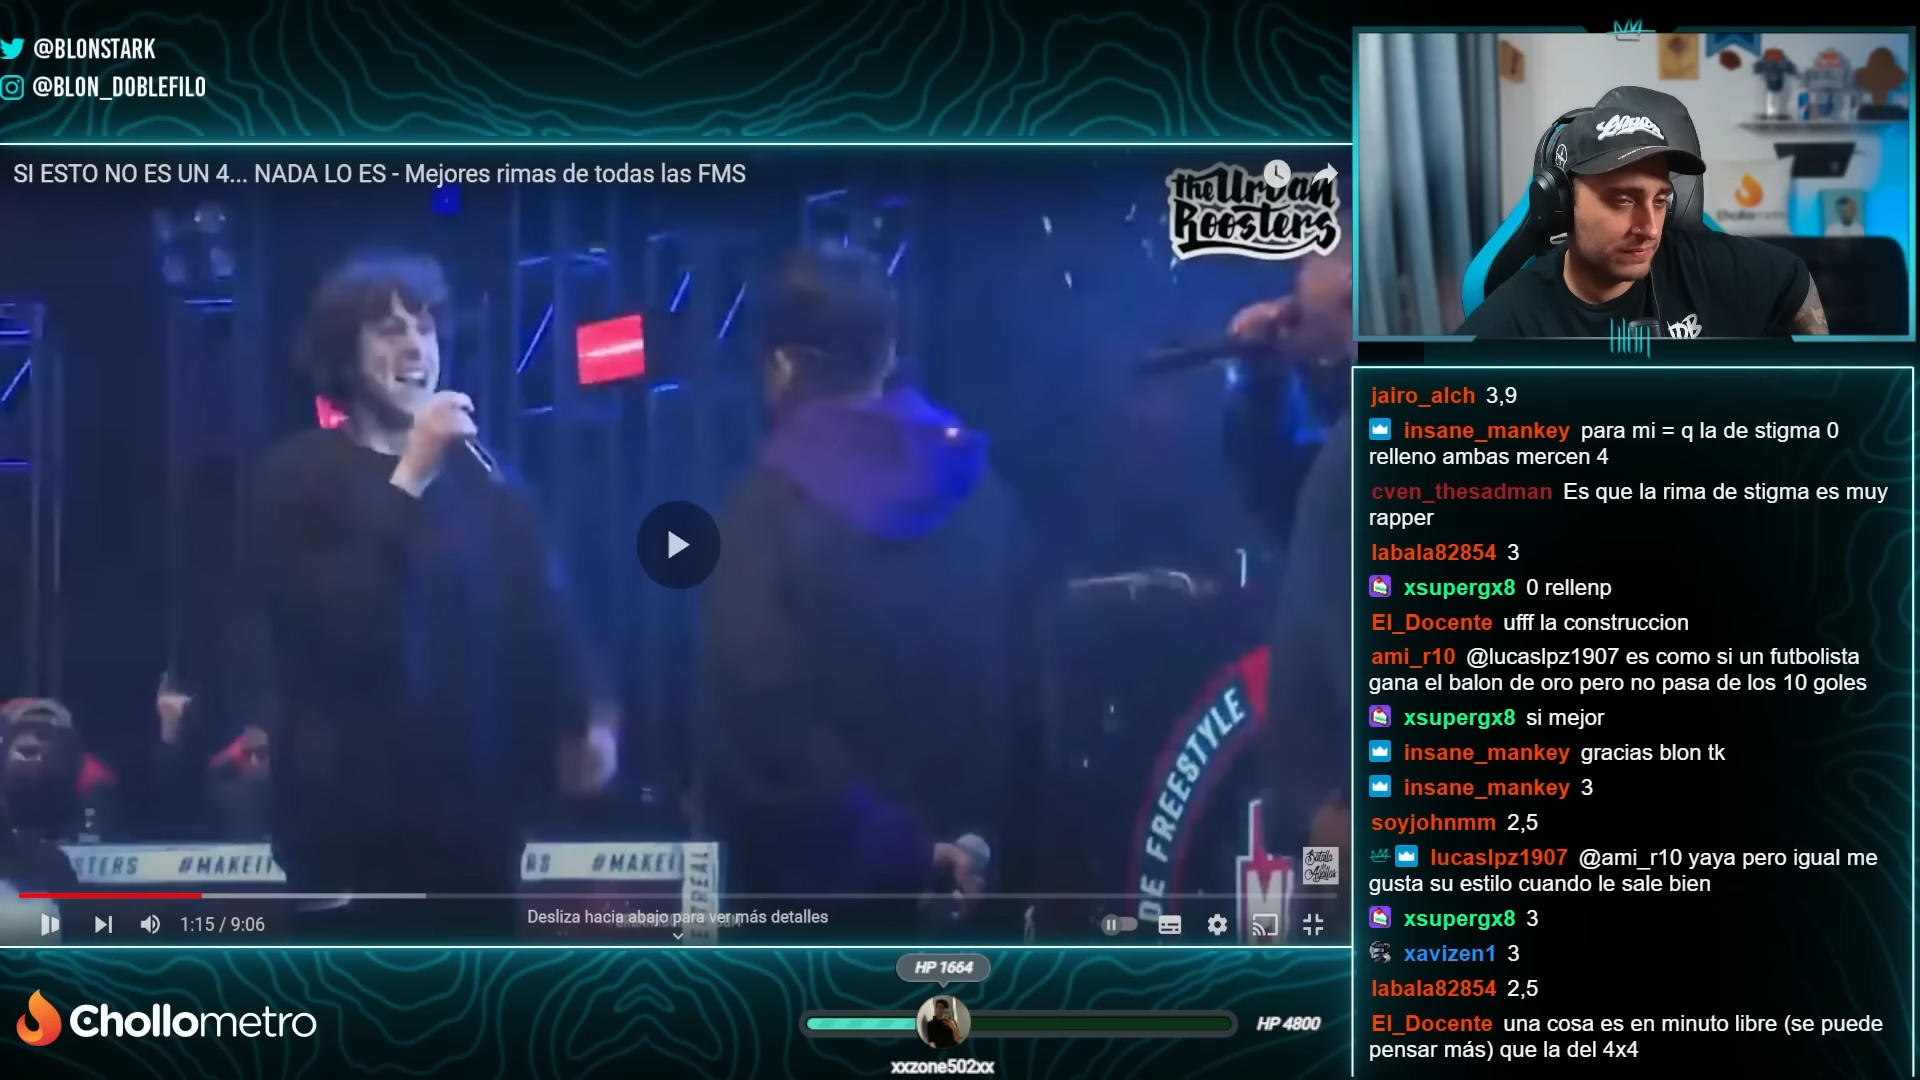 @BLONSTARK
@BLON_DOBLEFILO
SI ESTO NO ES UN 4... NADA LO ES - Mejores rimas de todas las FMS
the Urban
Roosters
STERS #MAKEIT
RS #MAKEI
DE FREESTYLE
Batalla
de
Gallos
1:15 / 9:06
Desliza hacia abajo para ver más detalles
Chollometro
HP 1664
HP 4800
xxzone502xx
jairo_alch 3,9
insane_mankey para mi = q la de stigma 0
relleno ambas mercen 4
cven_thesadman Es que la rima de stigma es muy
rapper
labala82854 3
xsupergx8 0 rellenp
El_Docente ufff la construccion
ami_r10 @lucaslpz1907 es como si un futbolista
gana el balon de oro pero no pasa de los 10 goles
xsupergx8 si mejor
insane_mankey gracias blon tk
insane_mankey 3
soyjohnmm 2,5
lucaslpz1907 @ami_r10 yaya pero igual me
gusta su estilo cuando le sale bien
xsupergx8 3
xavizen1 3
labala82854 2,5
El_Docente una cosa es en minuto libre (se puede
pensar más) que la del 4x4